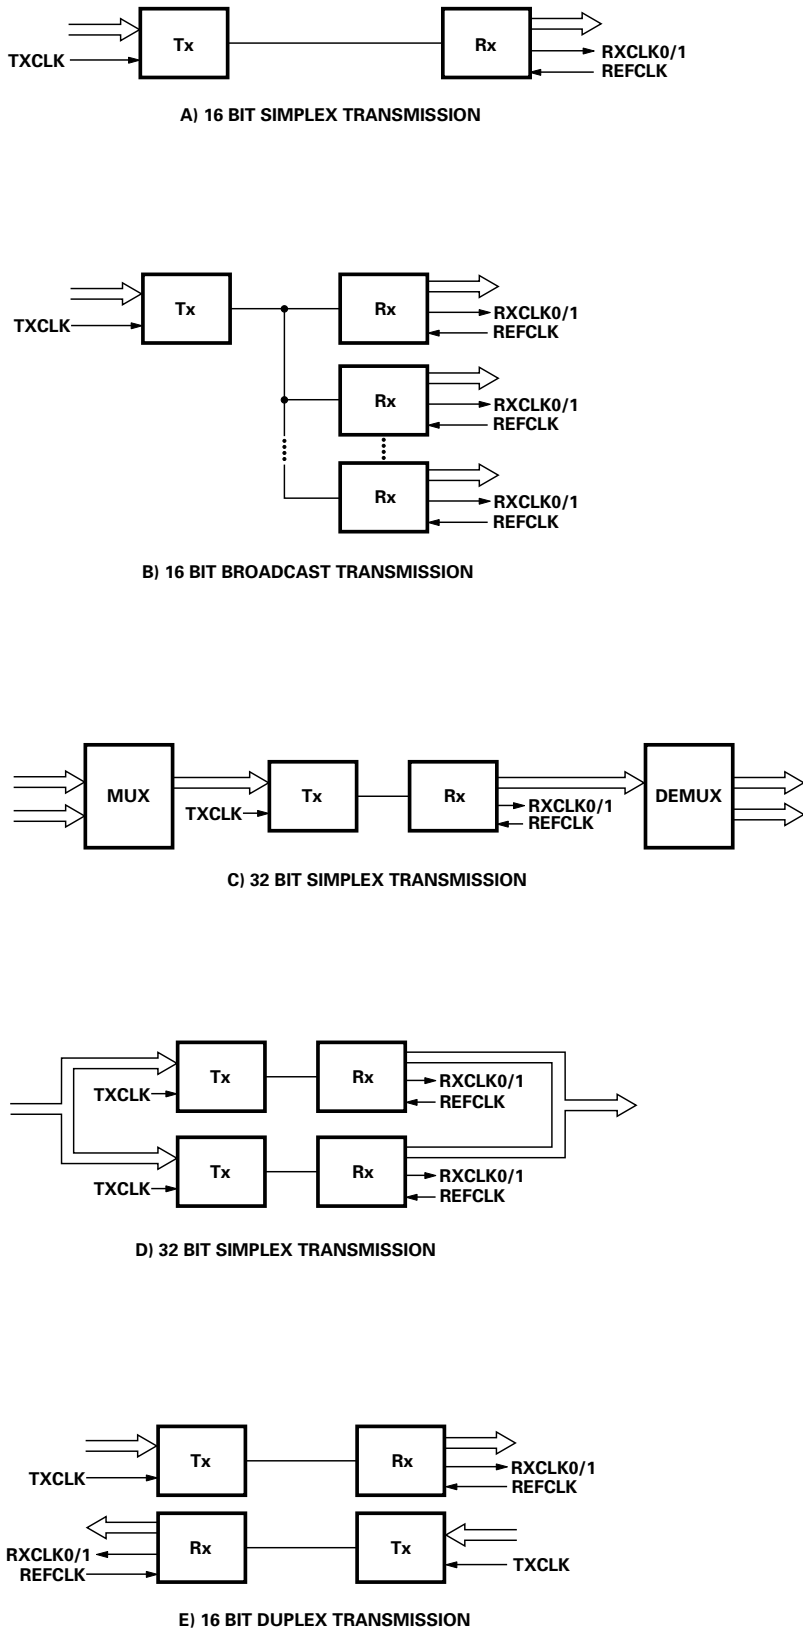 Tx
Rx
TXCLK
RXCLK0/1
REFCLK
A) 16 BIT SIMPLEX TRANSMISSION
Tx
Rx
TXCLK
RXCLK0/1
REFCLK
Rx
RXCLK0/1
REFCLK
Rx
RXCLK0/1
REFCLK
B) 16 BIT BROADCAST TRANSMISSION
MUX
Tx
Rx
DEMUX
TXCLK
RXCLK0/1
REFCLK
C) 32 BIT SIMPLEX TRANSMISSION
Tx
Rx
TXCLK
RXCLK0/1
REFCLK
Tx
Rx
TXCLK
RXCLK0/1
REFCLK
D) 32 BIT SIMPLEX TRANSMISSION
Tx
Rx
TXCLK
RXCLK0/1
REFCLK
Rx
Tx
RXCLK0/1
REFCLK
TXCLK
E) 16 BIT DUPLEX TRANSMISSION